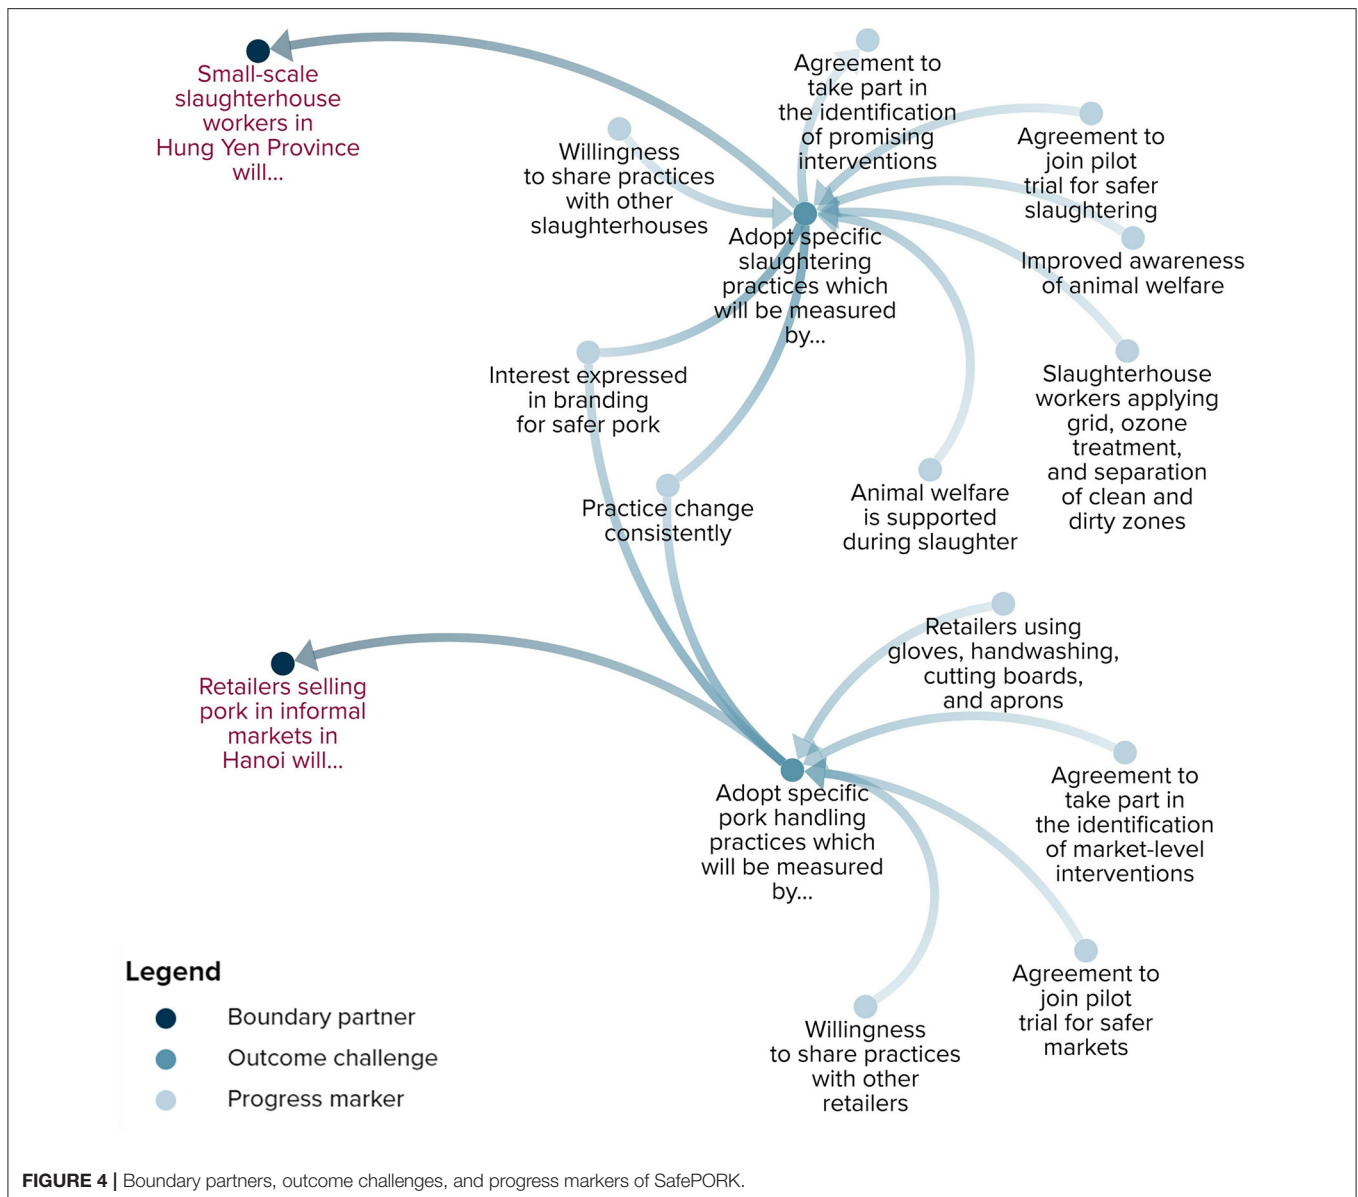 Small-scale
slaughterhouse
workers in
Hung Yen Province
will...
Willingness
to share practices
with other
slaughterhouses
Agreement to
take part in
the identification
of promising
interventions
Agreement to
join pilot
trial for safer
slaughtering
Adopt specific
slaughtering
practices which
will be measured
by...
Improved awareness
of animal welfare
Interest expressed
in branding
for safer pork
Slaughterhouse
workers applying
grid, ozone
treatment,
and separation
of clean and
dirty zones
Practice change
consistently
Animal welfare
is supported
during slaughter
Retailers selling
pork in informal
markets in
Hanoi will...
Retailers using
gloves, handwashing,
cutting boards,
and aprons
Adopt specific
pork handling
practices which
will be measured
by...
Agreement to
take part in
the identification
of market-level
interventions
Agreement to
join pilot
trial for safer
markets
Willingness
to share practices
with other
retailers
Legend
Boundary partner
Outcome challenge
Progress marker
FIGURE 4 | Boundary partners, outcome challenges, and progress markers of SafePORK.